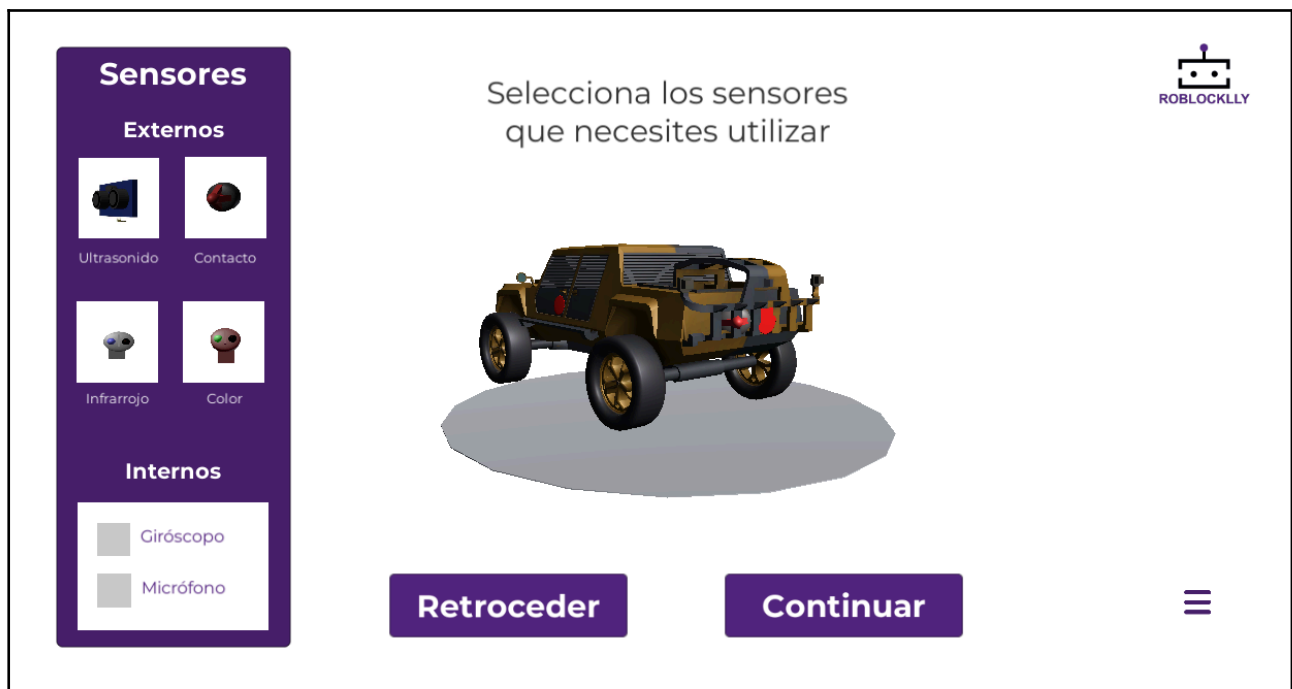 Sensores
Externos
Ultrasonido
Contacto
Infrarrojo
Color
Internos
Giróscopo
Micrófono
Selecciona los sensores
que necesites utilizar
Retroceder
Continuar
ROBLOCKLLY